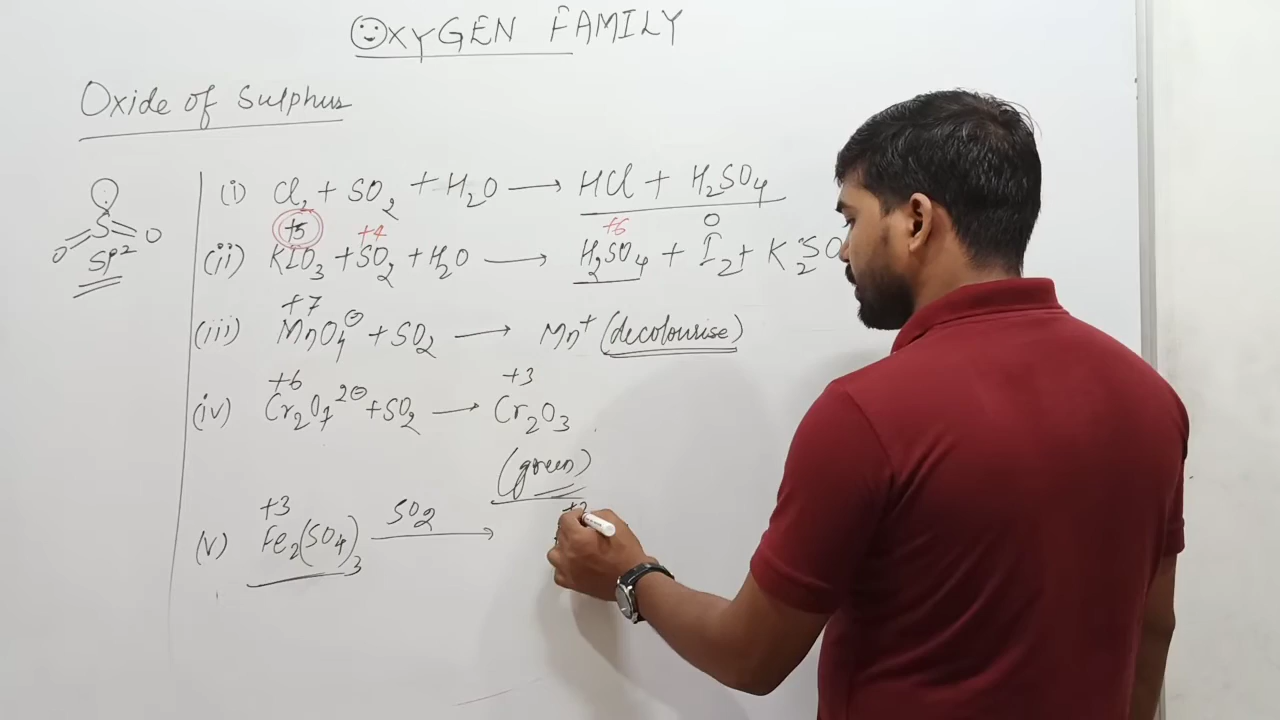 OXYGEN FAMILY
Oxide of Sulphur
S
O O
SP²
(i) Cl₂ + SO₂ + H₂O ⟶ HCl + H₂SO₄
+5 +4 +6 0
(ii) KIO₃ + SO₂ + H₂O ⟶ H₂SO₄ + I₂ + K₂SO
+7
(iii) MnO₄⊖ + SO₂ ⟶ Mn⁺ (decolourise)
+6 +3
(iv) Cr₂O₇²⊖ + SO₂ ⟶ Cr₂O₃
(green)
+3 SO₂
(v) Fe₂(SO₄)₃ ⟶